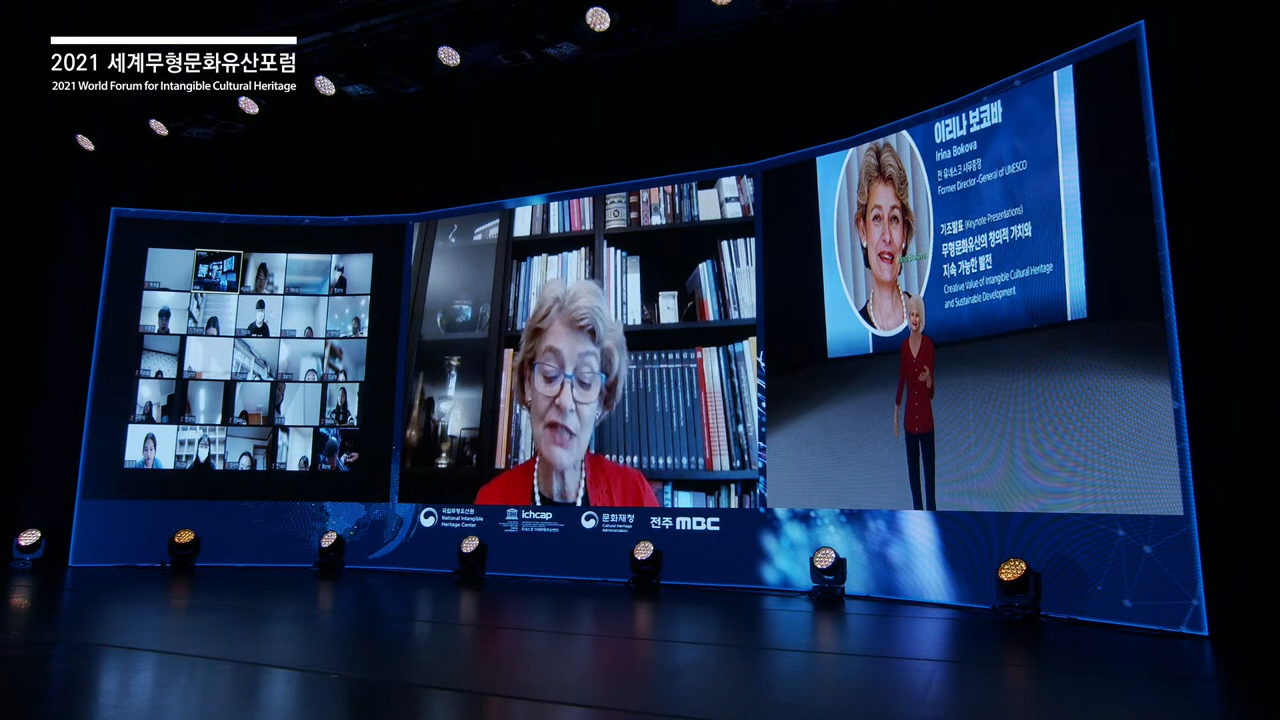 2021 세계무형문화유산포럼
2021 World Forum for Intangible Cultural Heritage
이리나 보코바
Irina Bokova
전 유네스코 사무총장
Former Director-General of UNESCO
기조발표 (Keynote Presentations)
무형문화유산의 창의적 가치와
지속 가능한 발전
Creative Value of Intangible Cultural Heritage
and Sustainable Development
국립무형유산원
National Intangible
Heritage Center
ichcap
문화재청
Cultural Heritage
Administration
전주 MBC